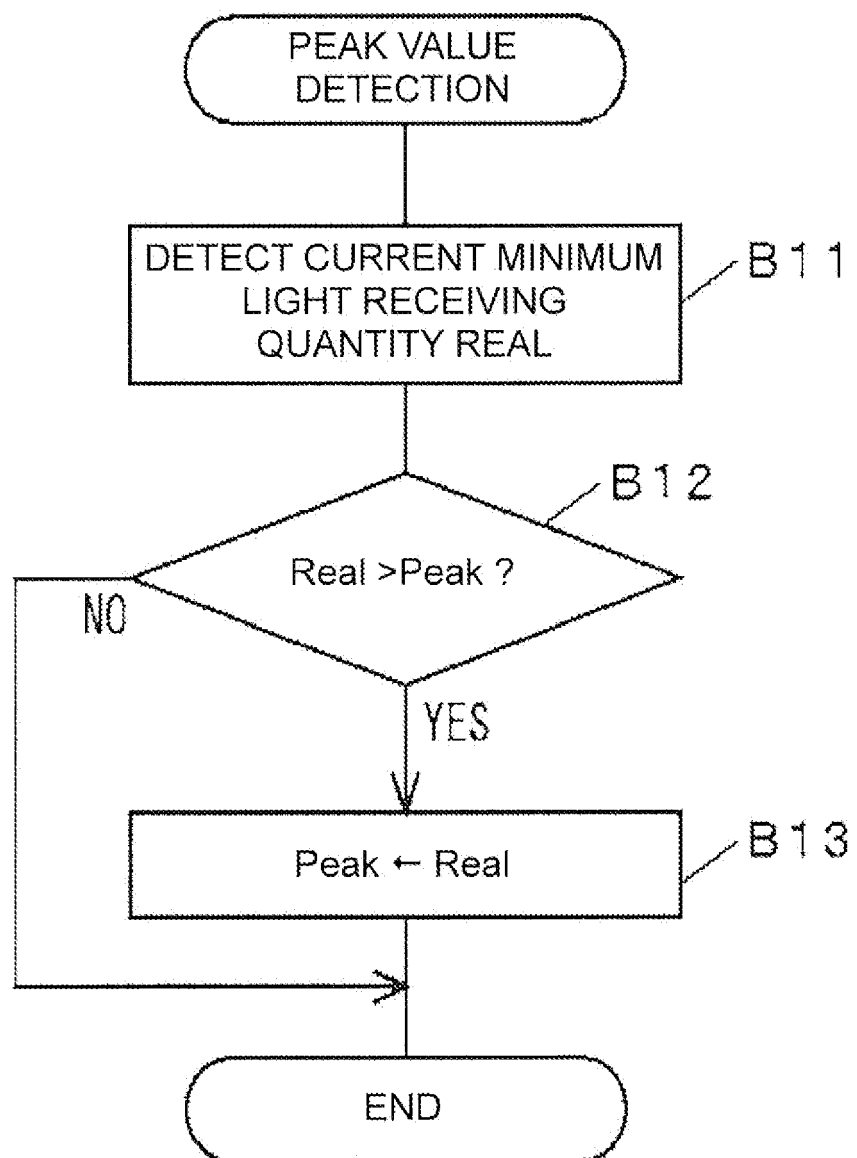 PEAK VALUE
DETECTION
DETECT CURRENT MINIMUM
LIGHT RECEIVING
QUANTITY REAL
B11
B12
Real >Peak ?
NO
YES
Peak ← Real
B13
END